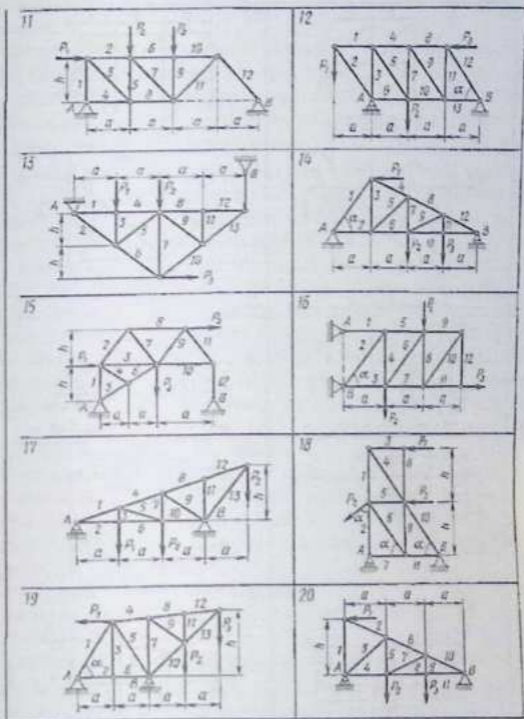 11
P₁ 2 P₂ 6 P₃ 10
h 1 3 5 7 9 11 12
A 4 8 B
a a a a
12
1 4 8 P₃
P₁ 2 3 5 7 9 11 12
A 6 10 α B
P₂ 13
a a a a
13
a a a a
P₁ P₂ B
A 1 4 8 12
h 2 3 5 7 9 11 13
h 6 10
P₃
14
P₁
1 3 4 8
A α 2 6 5 7 9 11 B
P₂ 10 P₃
a a a a
15
8 P₃
h 2 7 9 11
P₁ 3 10
h 1 4 6 12
A 5 P₂ B
a a a
16
A 1 5 P₁ 9
2 4 6 8 10 12
α 3 7 11 P₃
B P₂
a a a
17
12
8 P₃
1 4 5 7 9 11 13 h
A 2 6 10 B
P₁ P₂
a a a a
18
3 P₁
1 4 h
P₃ 5 P₂
2 6 9 10 h
A α α B
7
19
P₁ 4 8 12
1 3 5 7 9 11 13 P₃ h
A α 2 6 B 10 P₂
a a a a
20
a a a
P₁
h 1 2 6
3 5 7 10
A 4 8 9 B
P₂ P₃ 11